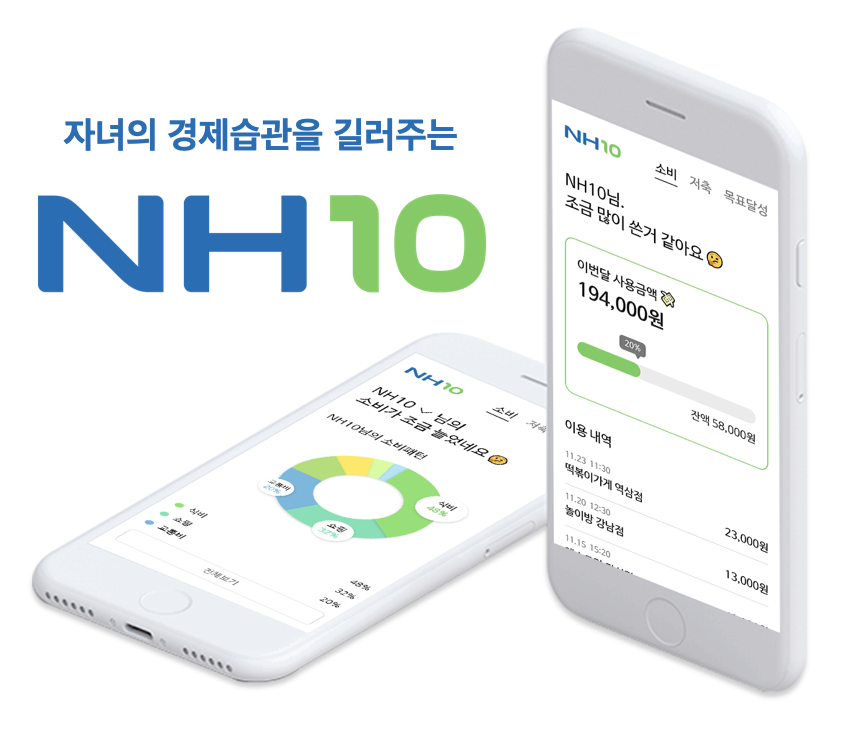 자녀의 경제습관을 길러주는
NH10
NH10
소비 저축 목표달성
NH10님.
조금 많이 쓴거 같아요
이번달 사용금액
194,000원
20%
잔액 58,000원
이용 내역
11.23 11:30
떡볶이가게 역삼점
23,000원
11.20 12:30
놀이방 강남점
13,000원
11.15 15:20
NH10
소비 저축
NH10 님의
소비가 조금 늘었네요
NH10님의 소비패턴
교통비
20%
식비
48%
쇼핑
32%
식비
쇼핑
교통비
48%
32%
20%
전체보기